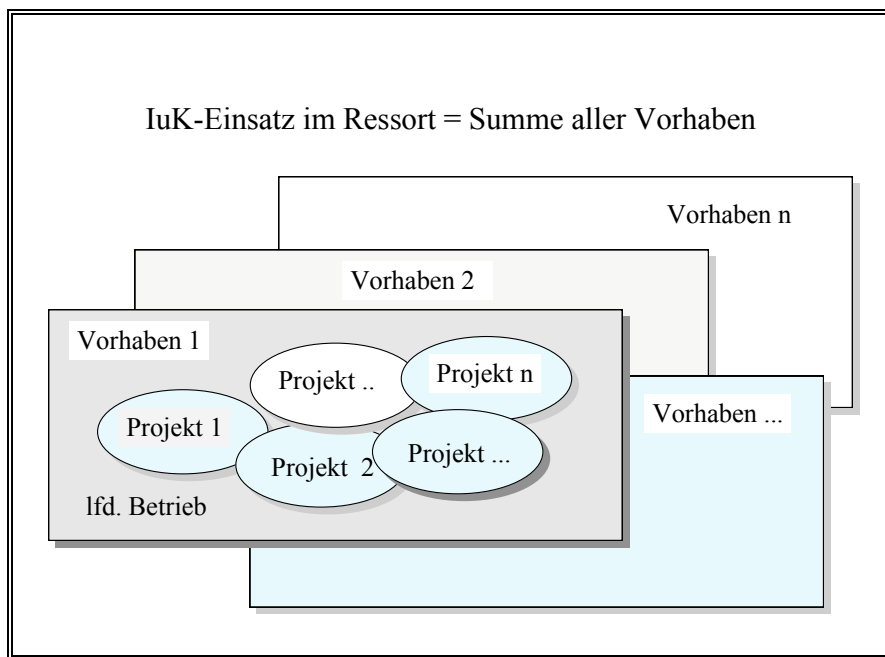 IuK-Einsatz im Ressort = Summe aller Vorhaben
Vorhaben n
Vorhaben 2
Vorhaben 1
Projekt ..
Projekt n
Vorhaben ...
Projekt 1
Projekt 2
Projekt ...
lfd. Betrieb